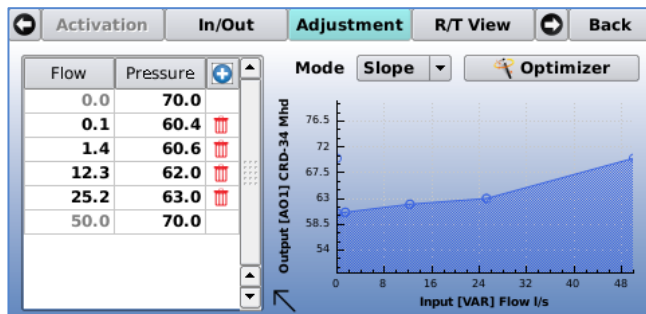 Activation In/Out Adjustment R/T View Back
Flow Pressure
0.0 70.0
0.1 60.4
1.4 60.6
12.3 62.0
25.2 63.0
50.0 70.0
Mode Slope Optimizer
Output [AO1] CRD-34 Mhd
76.5
72
67.5
63
58.5
54
0 8 16 24 32 40 48
Input [VAR] Flow l/s